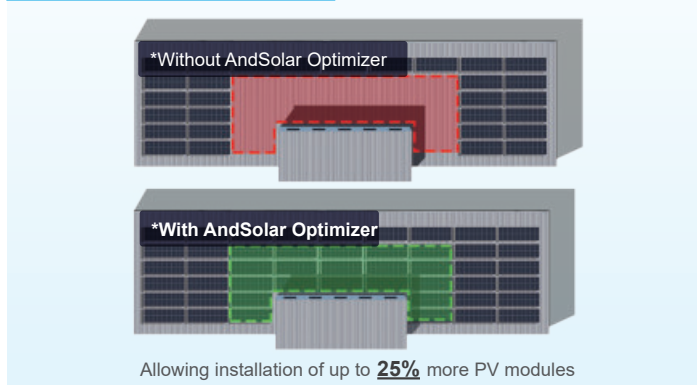 *Without AndSolar Optimizer
*With AndSolar Optimizer
Allowing installation of up to 25% more PV modules